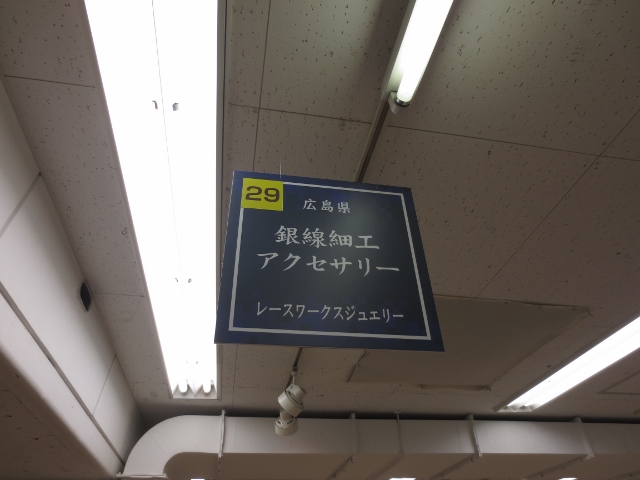 29
広島県
銀線細工
アクセサリー
レースワークスジュエリー